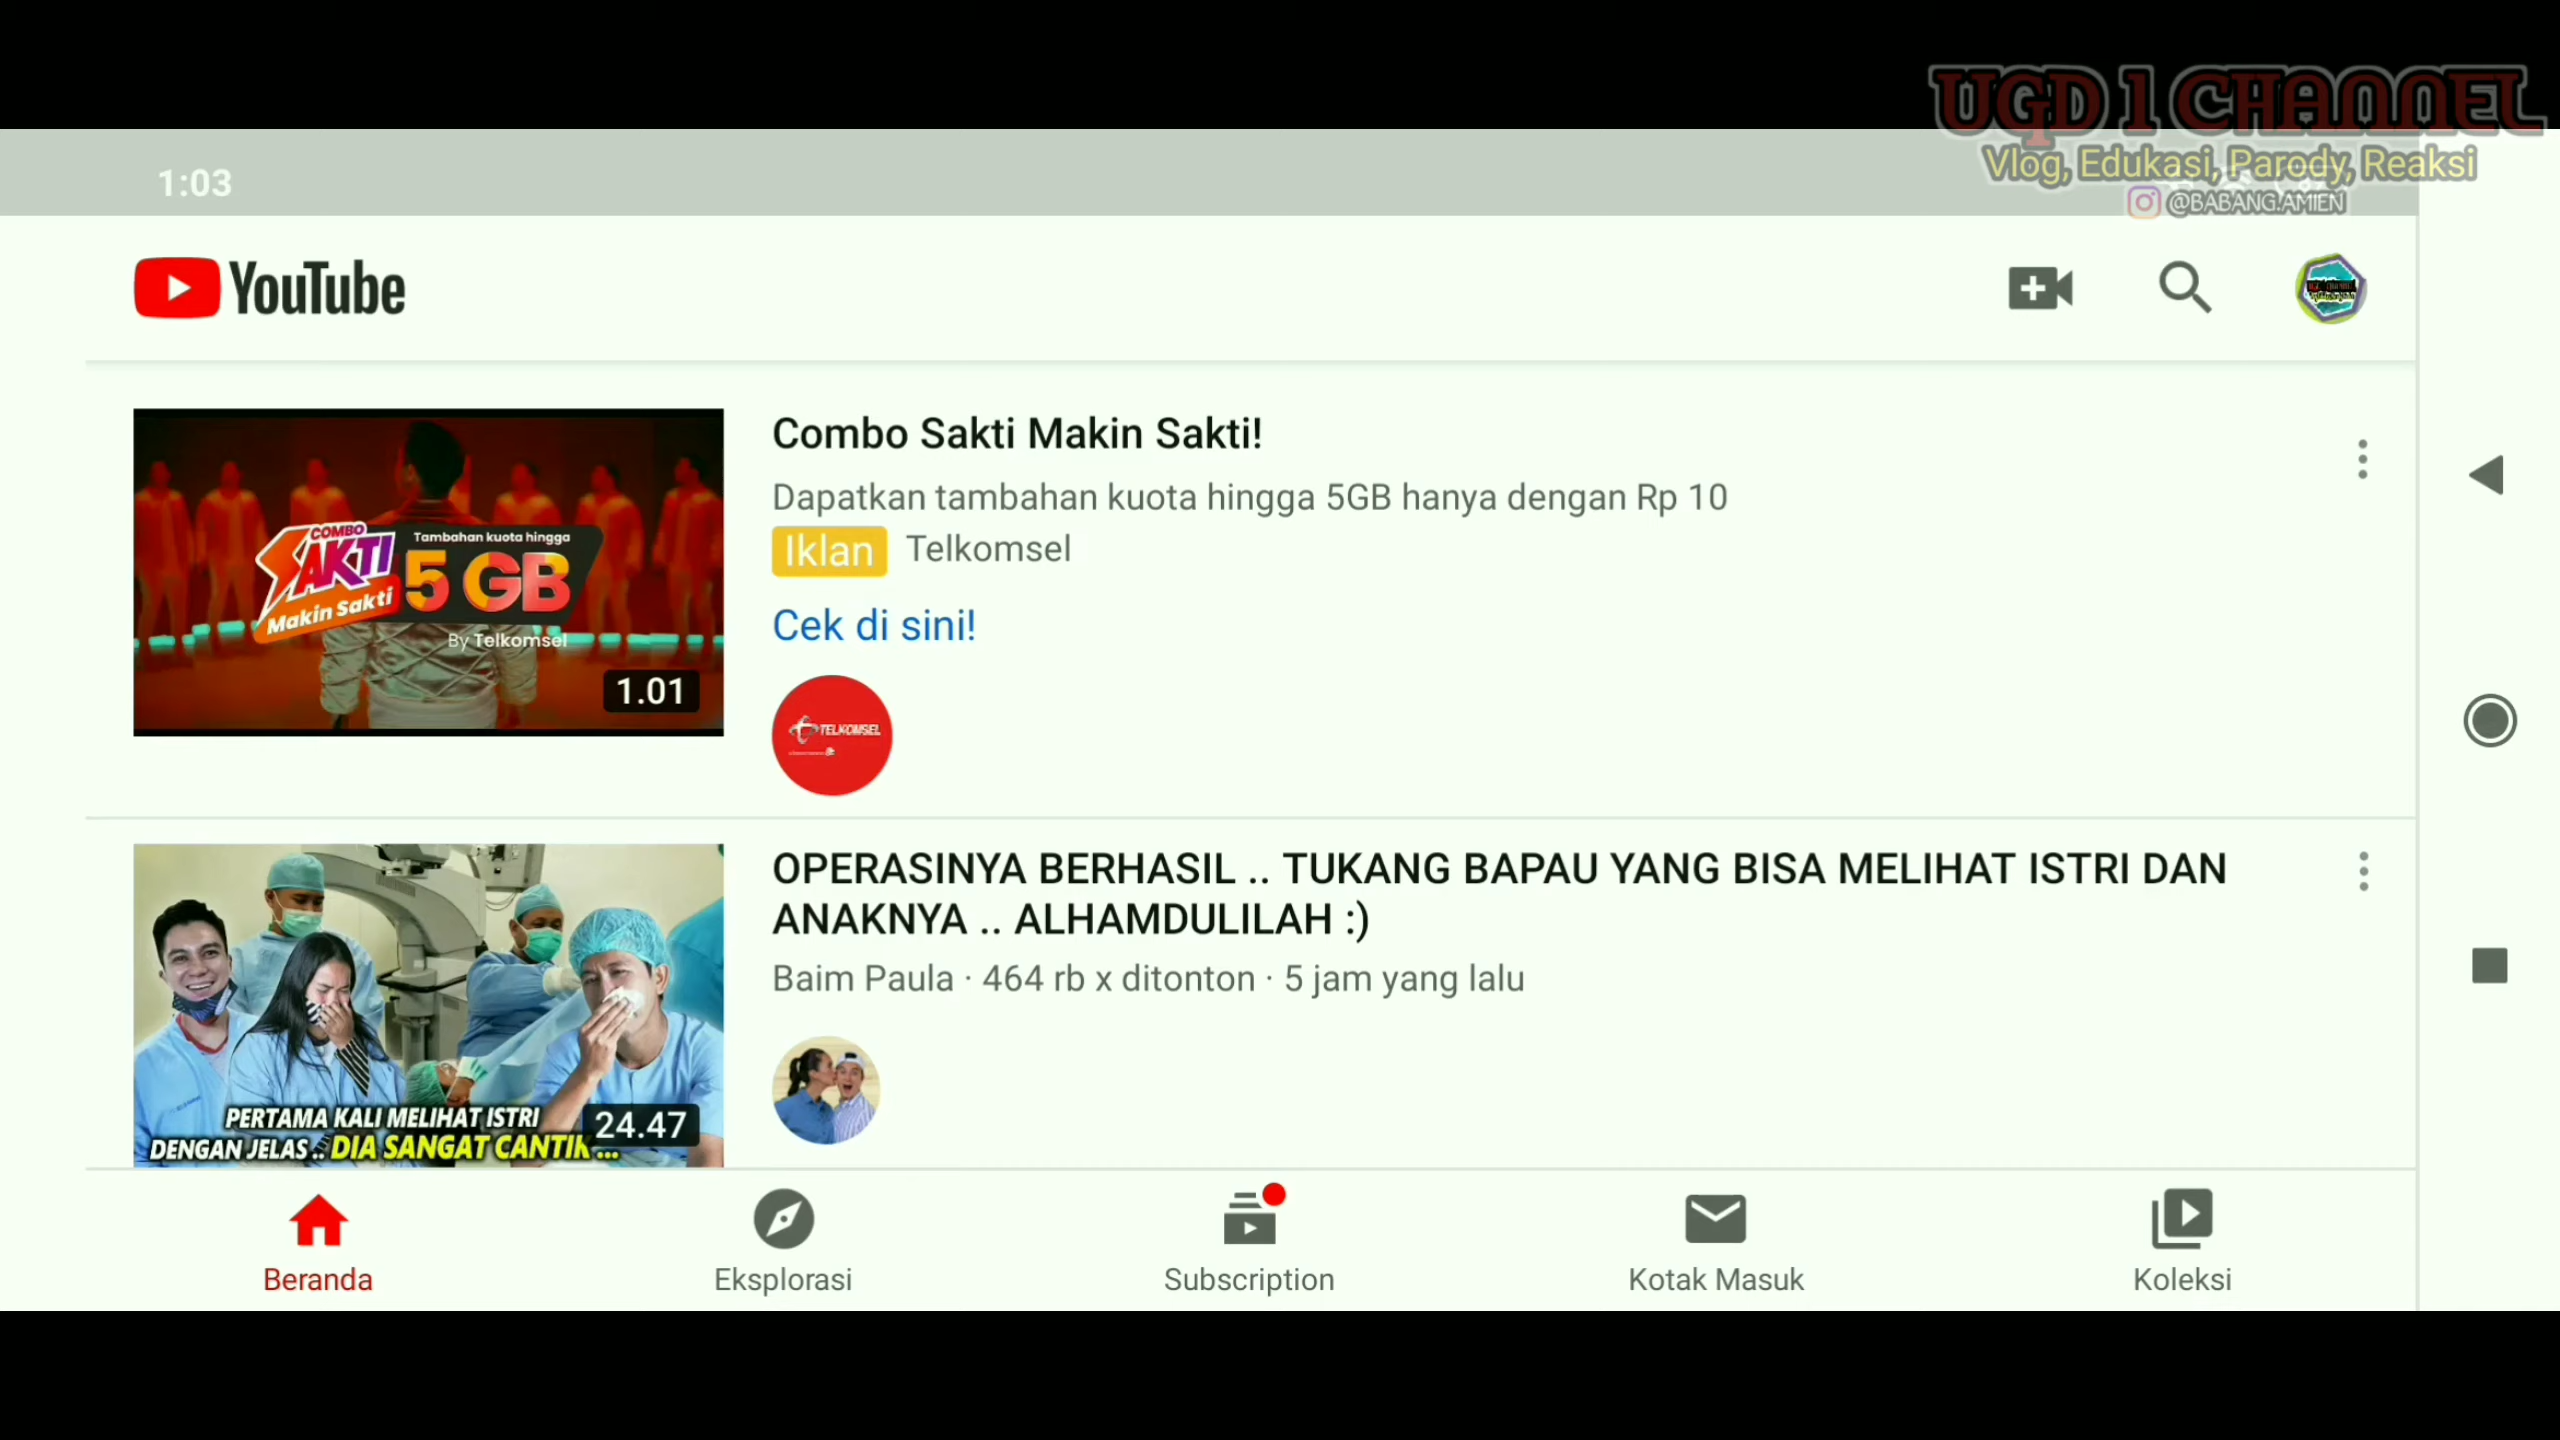 UGD 1 CHANNEL
Vlog, Edukasi, Parody, Reaksi
@BABANG.AMIEN
1:03
YouTube
COMBO
SAKTI
Makin Sakti
Tambahan kuota hingga
5 GB
By Telkomsel
1.01
Combo Sakti Makin Sakti!
Dapatkan tambahan kuota hingga 5GB hanya dengan Rp 10
Iklan Telkomsel
Cek di sini!
TELKOMSEL
PERTAMA KALI MELIHAT ISTRI
DENGAN JELAS .. DIA SANGAT CANTIK ...
24.47
OPERASINYA BERHASIL .. TUKANG BAPAU YANG BISA MELIHAT ISTRI DAN
ANAKNYA .. ALHAMDULILAH :)
Baim Paula · 464 rb x ditonton · 5 jam yang lalu
Beranda
Eksplorasi
Subscription
Kotak Masuk
Koleksi